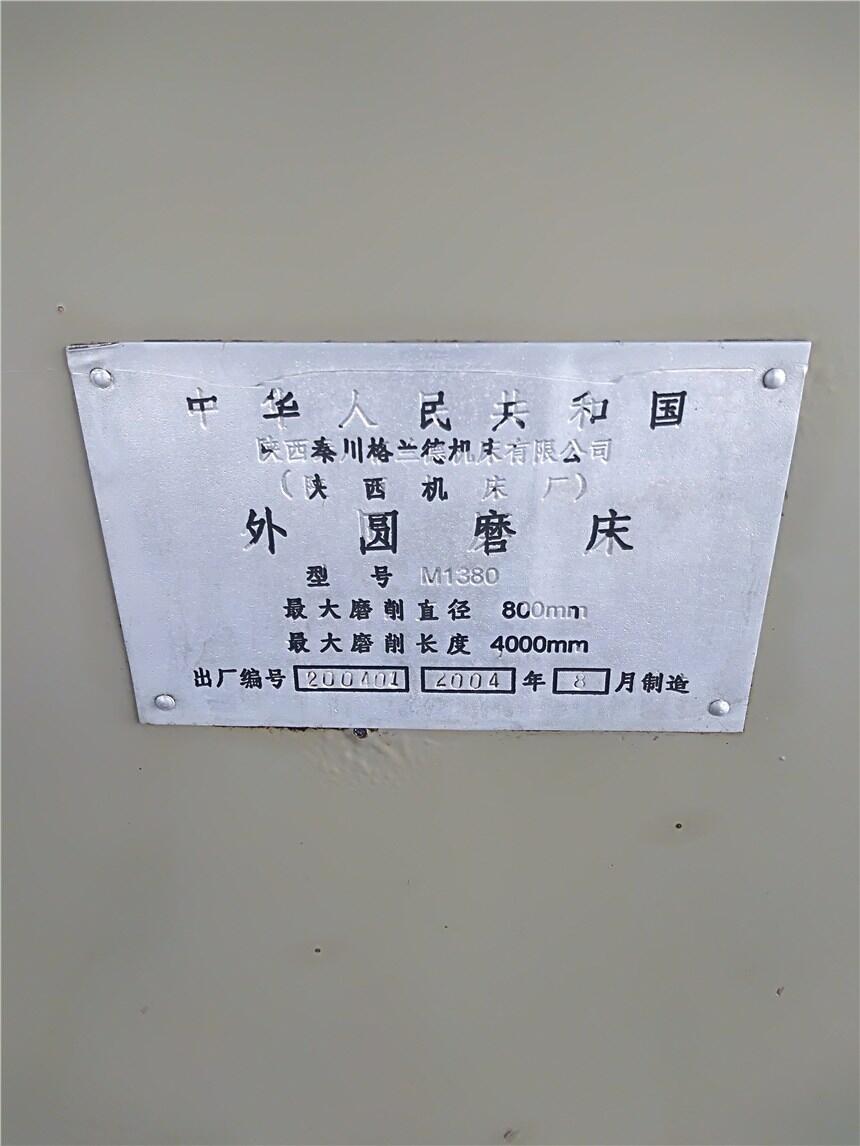 中华人民共和国
陕西秦川格兰德机床有限公司
(陕西机床厂)
外圆磨床
型号 M1380
最大磨削直径 800mm
最大磨削长度 4000mm
出厂编号 200401 2004 年 8 月制造